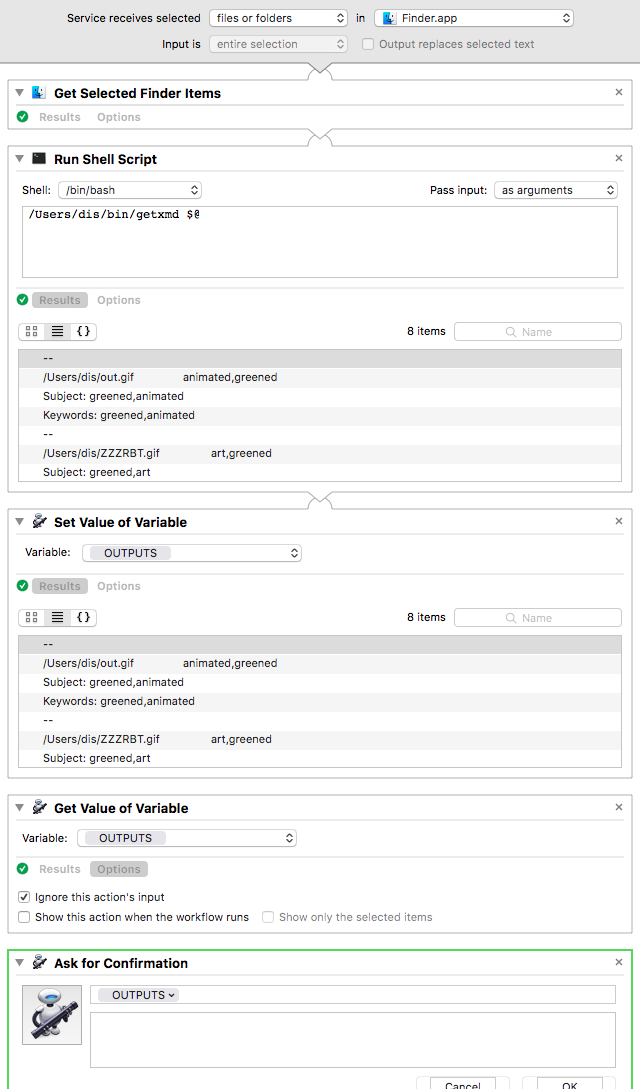 Service receives selected files or folders in Finder.app
Input is entire selection Output replaces selected text
Get Selected Finder Items
Results Options
Run Shell Script
Shell: /bin/bash Pass input: as arguments
/Users/dis/bin/getxmd $@
Results Options
{} 8 items Name
--
/Users/dis/out.gif animated,greened
Subject: greened,animated
Keywords: greened,animated
--
/Users/dis/ZZZRBT.gif art,greened
Subject: greened,art
Set Value of Variable
Variable: OUTPUTS
Results Options
{} 8 items Name
--
/Users/dis/out.gif animated,greened
Subject: greened,animated
Keywords: greened,animated
--
/Users/dis/ZZZRBT.gif art,greened
Subject: greened,art
Get Value of Variable
Variable: OUTPUTS
Results Options
Ignore this action's input
Show this action when the workflow runs Show only the selected items
Ask for Confirmation
OUTPUTS
Cancel OK